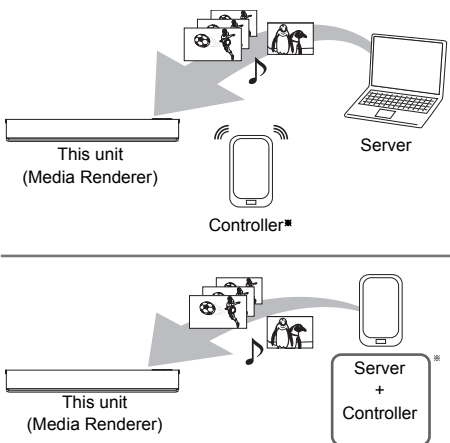 Server
This unit
(Media Renderer)
Controller※
※
Server
+
Controller
This unit
(Media Renderer)